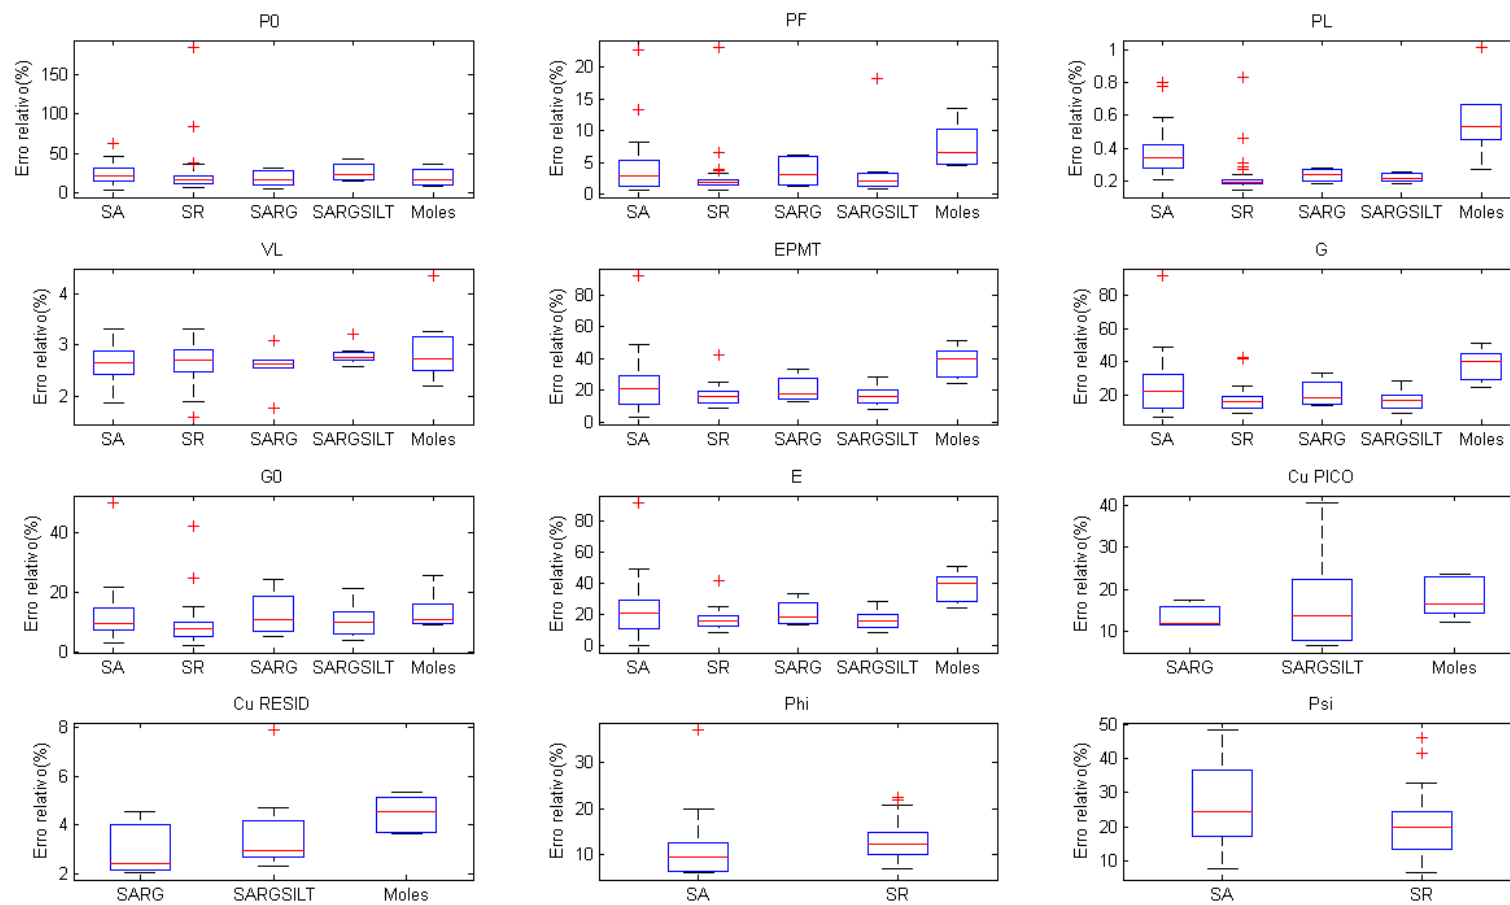 P0
Erro relativo(%)
150
100
50
0
SA SR SARG SARGSILT Moles
PF
Erro relativo(%)
20
15
10
5
0
SA SR SARG SARGSILT Moles
PL
Erro relativo(%)
1
0.8
0.6
0.4
0.2
SA SR SARG SARGSILT Moles
VL
Erro relativo(%)
4
3
2
SA SR SARG SARGSILT Moles
EPMT
Erro relativo(%)
80
60
40
20
0
SA SR SARG SARGSILT Moles
G
Erro relativo(%)
80
60
40
20
SA SR SARG SARGSILT Moles
G0
Erro relativo(%)
40
20
0
SA SR SARG SARGSILT Moles
E
Erro relativo(%)
80
60
40
20
0
SA SR SARG SARGSILT Moles
Cu PICO
Erro relativo(%)
40
30
20
10
SARG SARGSILT Moles
Cu RESID
Erro relativo(%)
8
6
4
2
SARG SARGSILT Moles
Phi
Erro relativo(%)
30
20
10
SA SR
Psi
Erro relativo(%)
50
40
30
20
10
SA SR